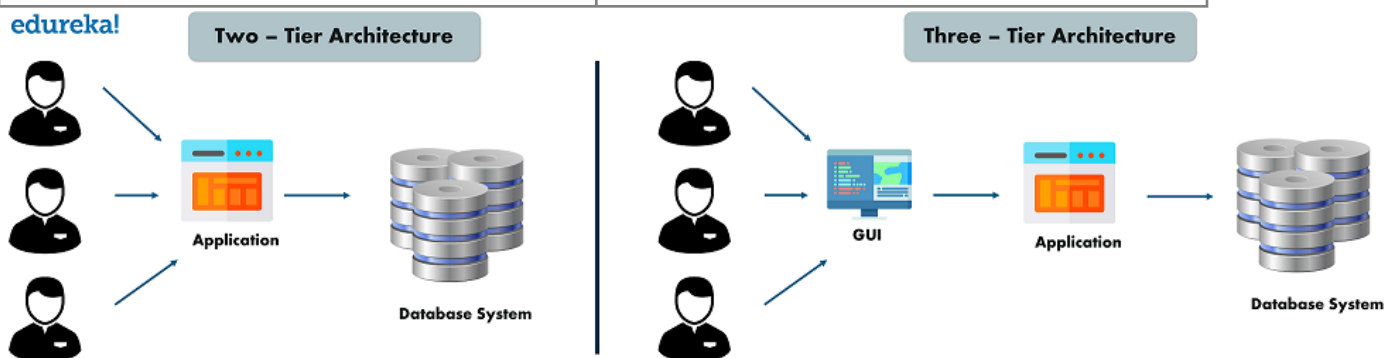 edureka!
Two – Tier Architecture
Application
Database System
Three – Tier Architecture
GUI
Application
Database System